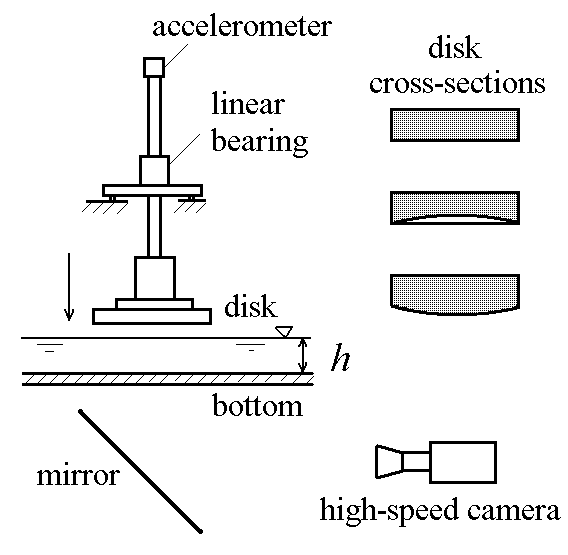 accelerometer
disk
cross-sections
linear
bearing
disk
h
bottom
mirror
high-speed camera